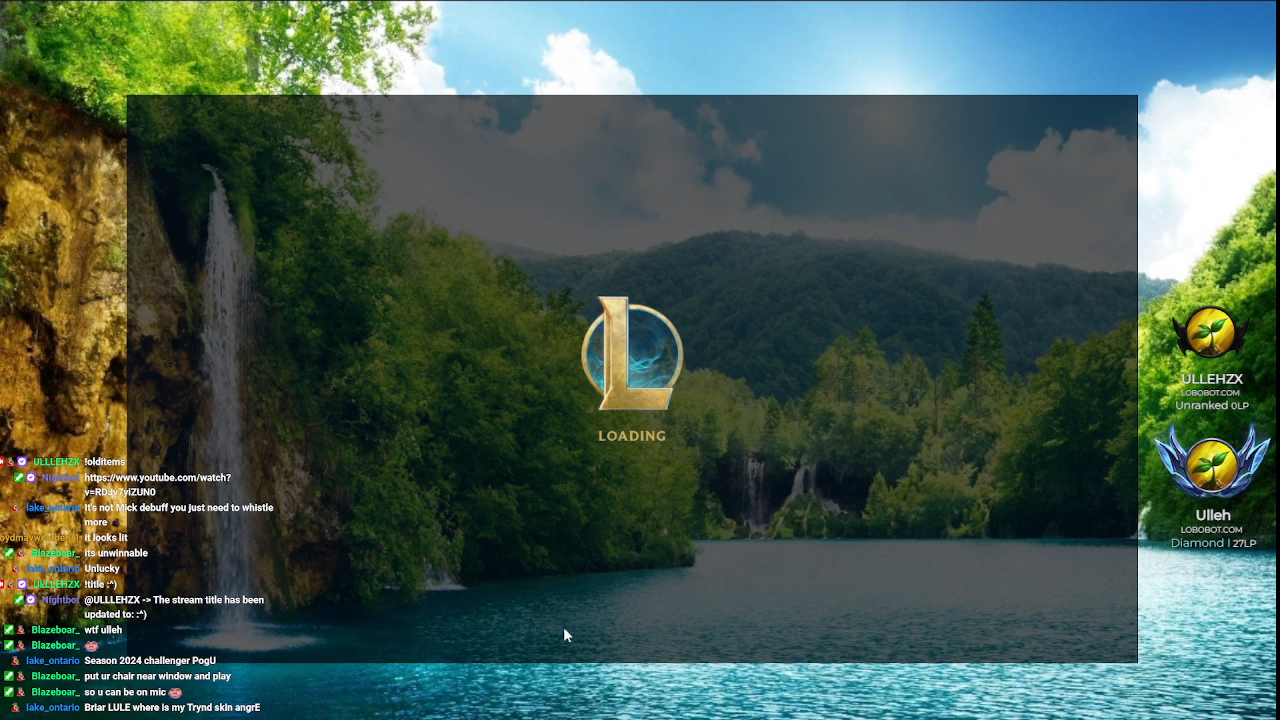 LOADING
ULLEHZX
LOBOBOT.COM
Unranked 0LP
Ulleh
LOBOBOT.COM
Diamond I 27LP
ULLLEHZX !olditems
Nightbot https://www.youtube.com/watch?
lake_ontario It's not Mick debuff you just need to whistle
more
it looks lit
Blazeboar_ its unwinnable
lake_ontario Unlucky
ULLLEHZX !title :^)
Nightbot @ULLLEHZX -> The stream title has been
updated to: :^)
Blazeboar_ wtf ulleh
Blazeboar_
lake_ontario Season 2024 challenger PogU
Blazeboar_ put ur chair near window and play
Blazeboar_ so u can be on mic
lake_ontario Briar LULE where is my Trynd skin angrE